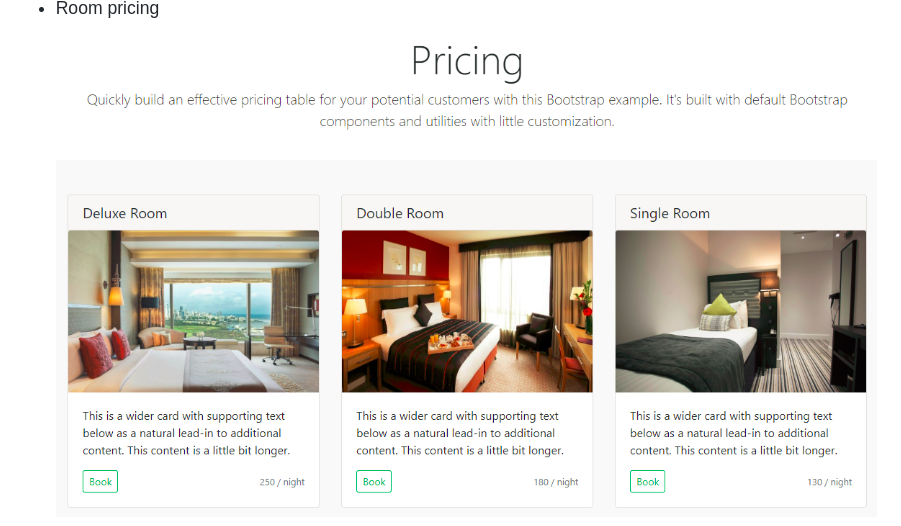 Room pricing
Pricing
Quickly build an effective pricing table for your potential customers with this Bootstrap example. It's built with default Bootstrap
components and utilities with little customization.
Deluxe Room
This is a wider card with supporting text
below as a natural lead-in to additional
content. This content is a little bit longer.
Book
250 / night
Double Room
This is a wider card with supporting text
below as a natural lead-in to additional
content. This content is a little bit longer.
Book
180 / night
Single Room
This is a wider card with supporting text
below as a natural lead-in to additional
content. This content is a little bit longer.
Book
130 / night